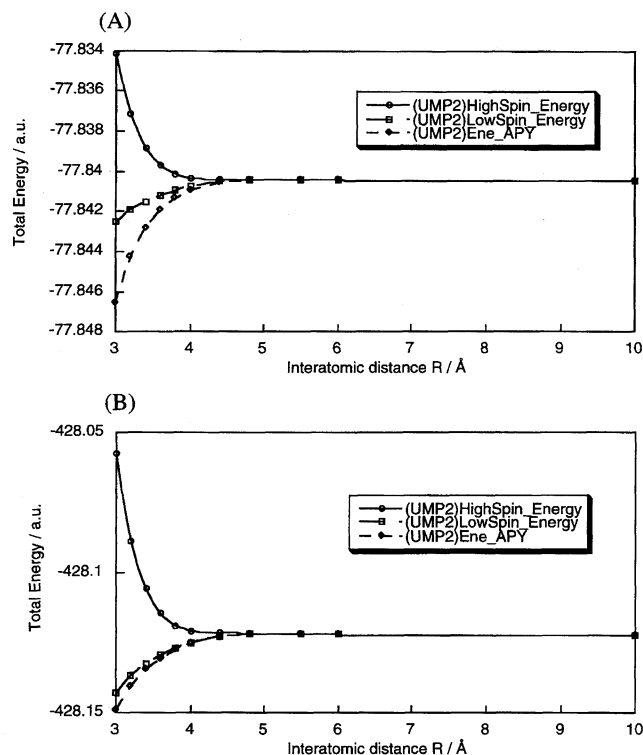 (A)
-77.834
-77.836
-77.838
-77.84
-77.842
-77.844
-77.846
-77.848
Total Energy / a.u.
(UMP2)HighSpin_Energy
(UMP2)LowSpin_Energy
(UMP2)Ene_APY
3 4 5 6 7 8 9 10
Interatomic distance R / Å
(B)
-428.05
-428.1
-428.15
Total Energy / a.u.
(UMP2)HighSpin_Energy
(UMP2)LowSpin_Energy
(UMP2)Ene_APY
3 4 5 6 7 8 9 10
Interatomic distance R / Å